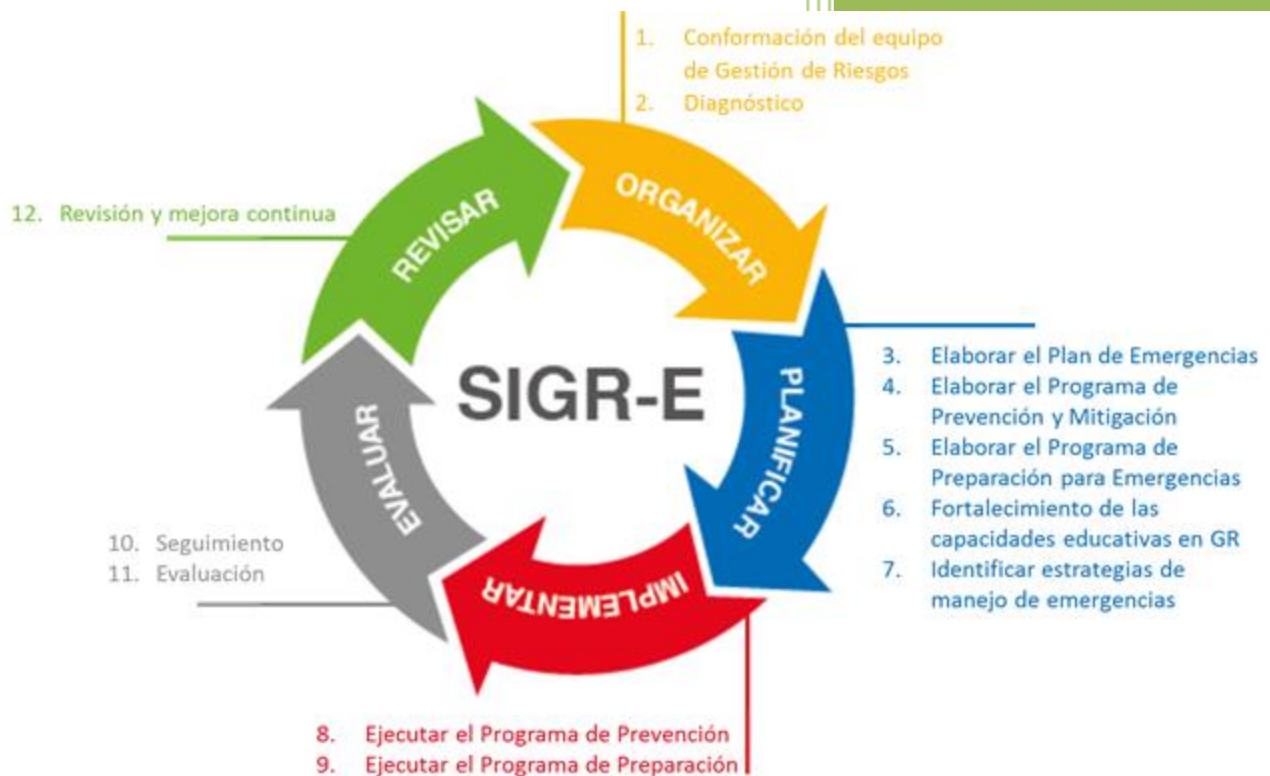 1. Conformación del equipo
de Gestión de Riesgos
2. Diagnóstico
ORGANIZAR
REVISAR
12. Revisión y mejora continua
SIGR-E
PLANIFICAR
3. Elaborar el Plan de Emergencias
4. Elaborar el Programa de
Prevención y Mitigación
5. Elaborar el Programa de
Preparación para Emergencias
6. Fortalecimiento de las
capacidades educativas en GR
7. Identificar estrategias de
manejo de emergencias
EVALUAR
10. Seguimiento
11. Evaluación
IMPLEMENTAR
8. Ejecutar el Programa de Prevención
9. Ejecutar el Programa de Preparación